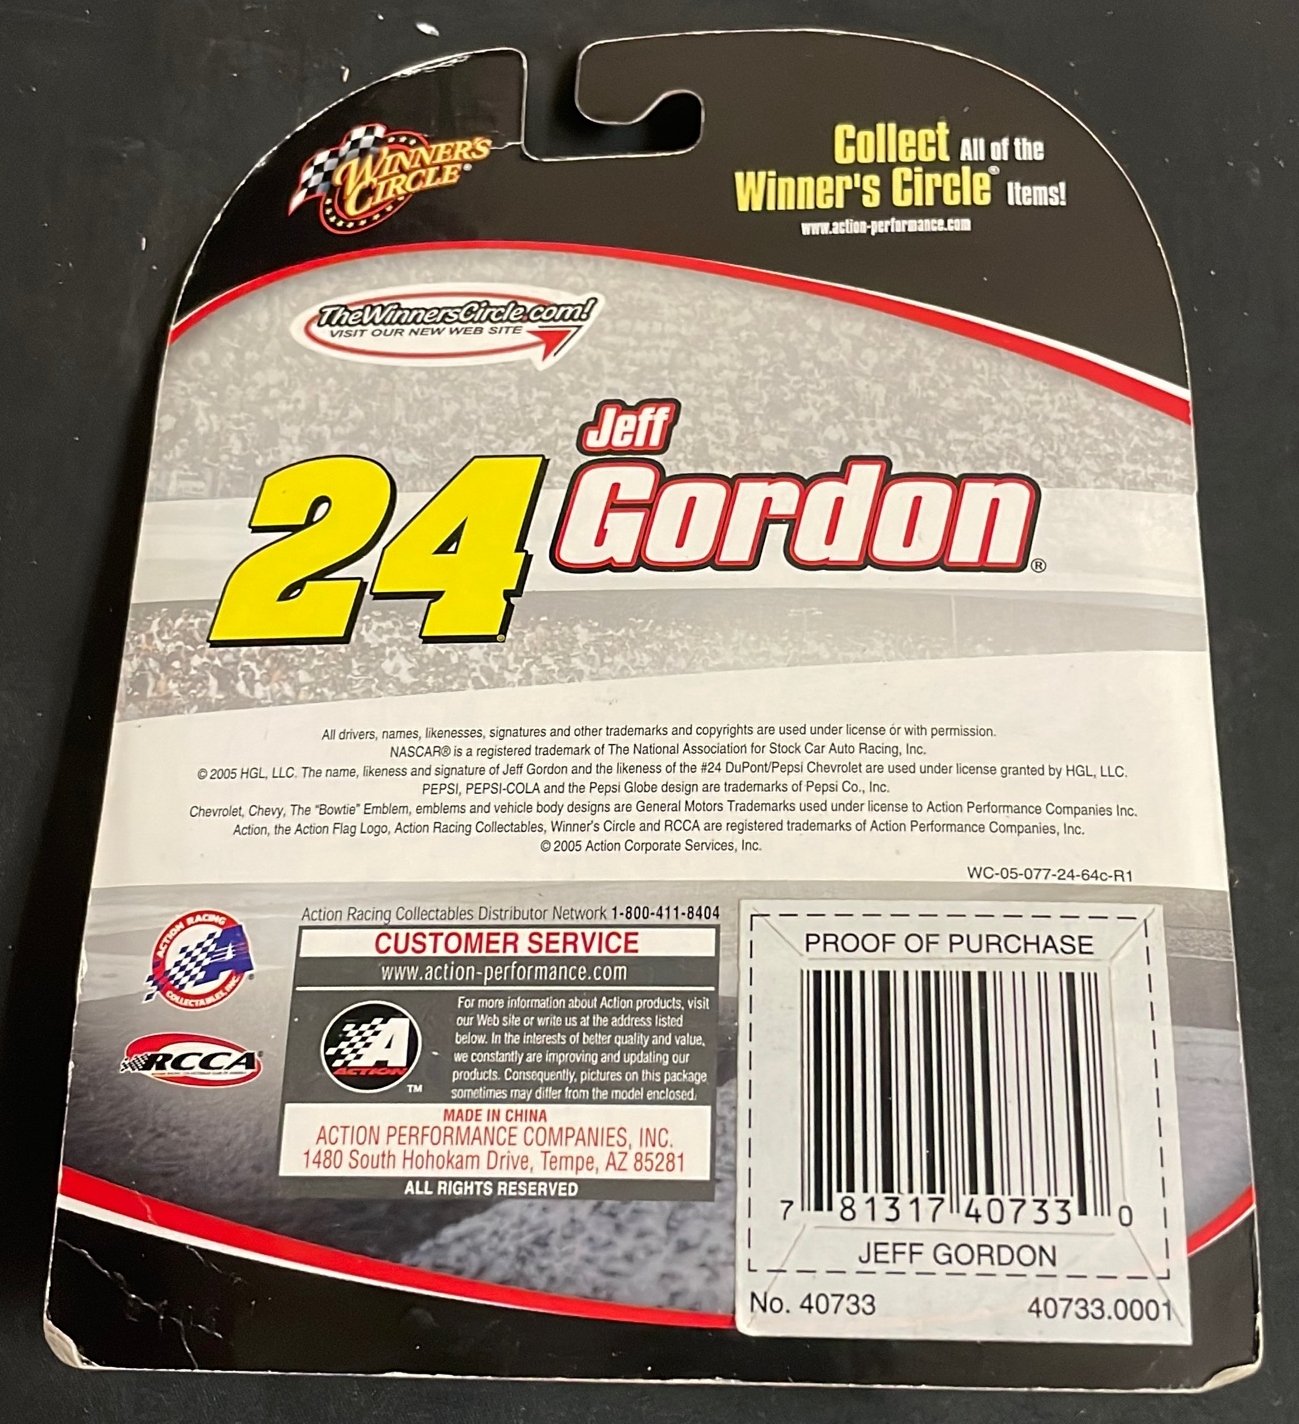 WINNER'S
CIRCLE®
Collect All of the
Winner's Circle® Items!
www.action-performance.com
TheWinnersCircle.com!
VISIT OUR NEW WEB SITE
Jeff
24 Gordon®
All drivers, names, likenesses, signatures and other trademarks and copyrights are used under license or with permission.
NASCAR® is a registered trademark of The National Association for Stock Car Auto Racing, Inc.
© 2005 HGL, LLC. The name, likeness and signature of Jeff Gordon and the likeness of the #24 DuPont/Pepsi Chevrolet are used under license granted by HGL, LLC.
PEPSI, PEPSI-COLA and the Pepsi Globe design are trademarks of Pepsi Co., Inc.
Chevrolet, Chevy, The "Bowtie" Emblem, emblems and vehicle body designs are General Motors Trademarks used under license to Action Performance Companies Inc.
Action, the Action Flag Logo, Action Racing Collectables, Winner's Circle and RCCA are registered trademarks of Action Performance Companies, Inc.
© 2005 Action Corporate Services, Inc.
WC-05-077-24-64c-R1
ACTION RACING
COLLECTABLES, INC.
RCCA
Action Racing Collectables Distributor Network 1-800-411-8404
CUSTOMER SERVICE
www.action-performance.com
A
ACTION
TM
For more information about Action products, visit
our Web site or write us at the address listed
below. In the interests of better quality and value,
we constantly are improving and updating our
products. Consequently, pictures on this package
sometimes may differ from the model enclosed.
MADE IN CHINA
ACTION PERFORMANCE COMPANIES, INC.
1480 South Hohokam Drive, Tempe, AZ 85281
ALL RIGHTS RESERVED
PROOF OF PURCHASE
7 81317 40733 0
JEFF GORDON
No. 40733 40733.0001